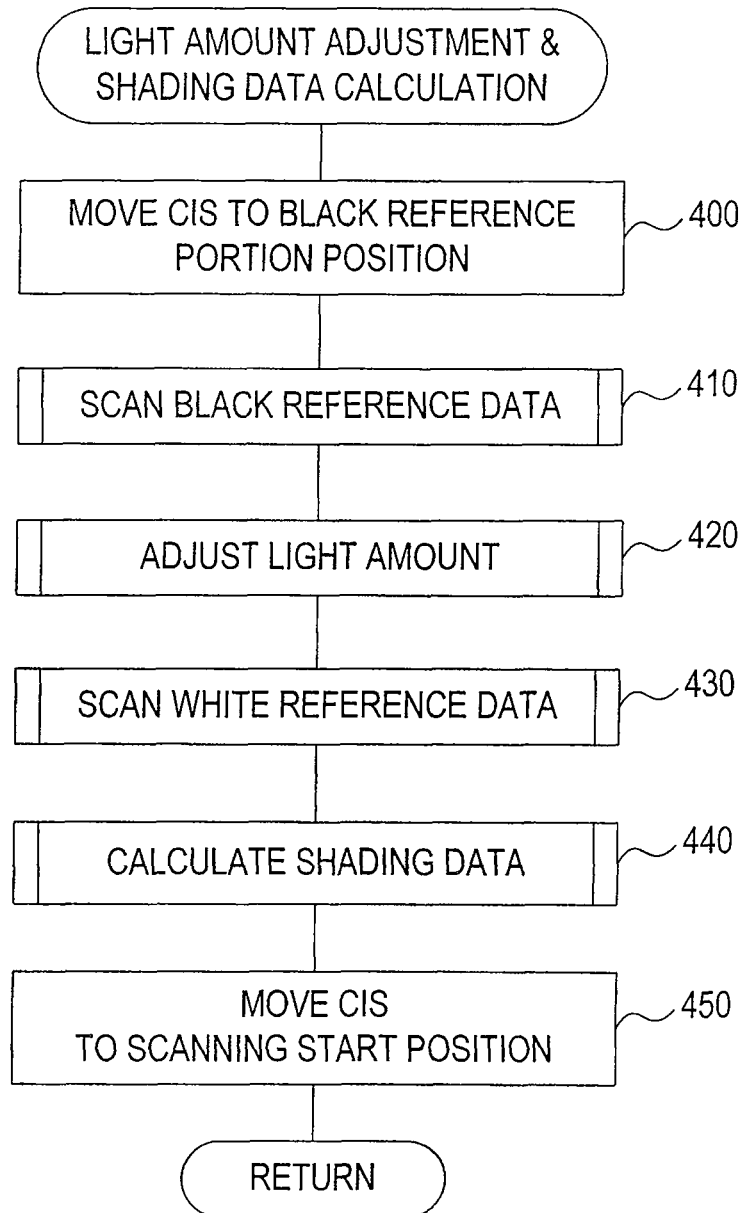 LIGHT AMOUNT ADJUSTMENT &
SHADING DATA CALCULATION
MOVE CIS TO BLACK REFERENCE
PORTION POSITION
400
SCAN BLACK REFERENCE DATA
410
ADJUST LIGHT AMOUNT
420
SCAN WHITE REFERENCE DATA
430
CALCULATE SHADING DATA
440
MOVE CIS
TO SCANNING START POSITION
450
RETURN